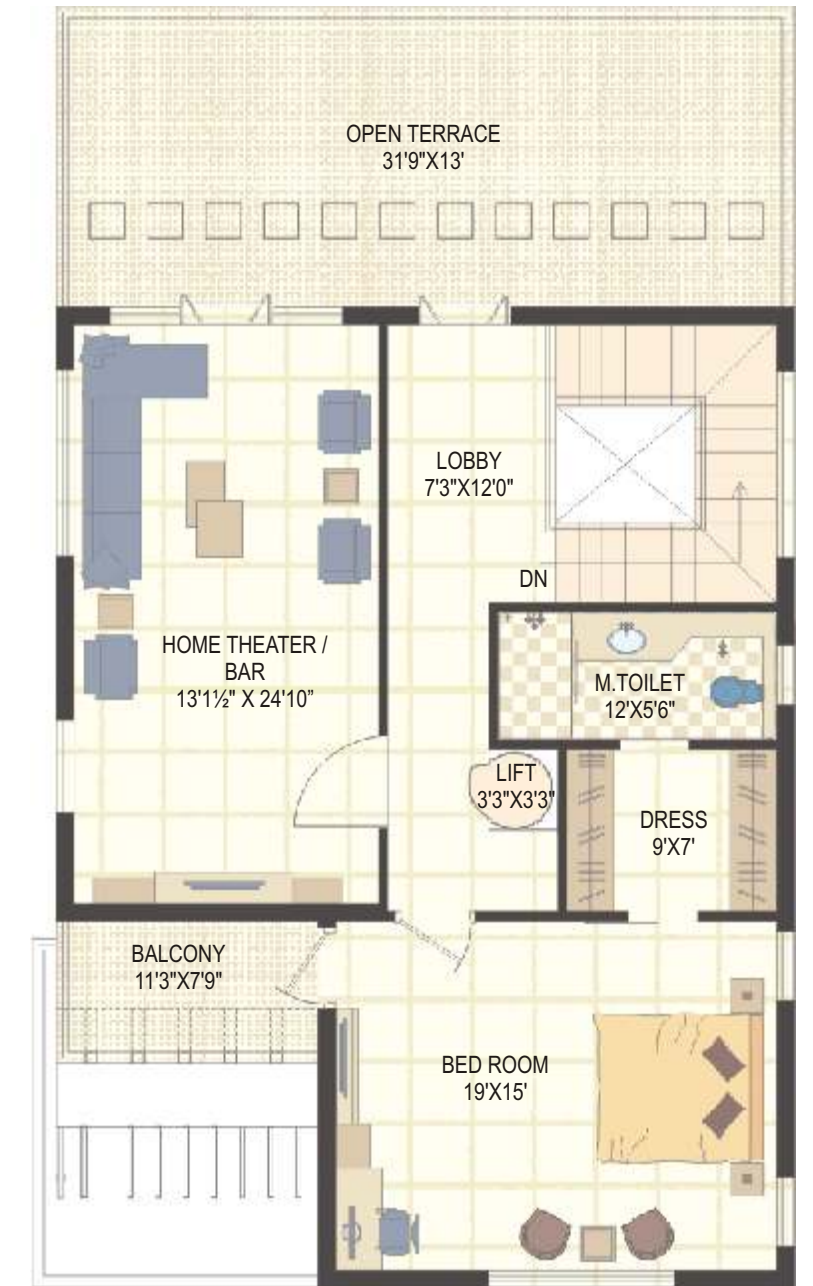 OPEN TERRACE
31'9"X13'
LOBBY
7'3"X12'0"
DN
HOME THEATER /
BAR
13'1½" X 24'10”
M.TOILET
12'X5'6"
LIFT
3'3"X3'3"
DRESS
9'X7'
BALCONY
11'3"X7'9"
BED ROOM
19'X15'